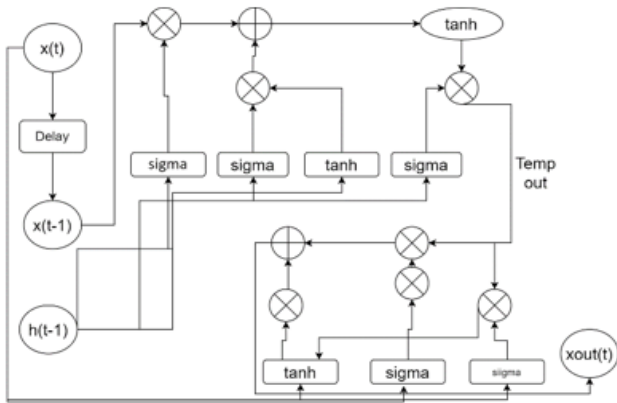 x(t)
tanh
Delay
sigma
sigma
tanh
sigma
Temp
out
x(t-1)
h(t-1)
xout(t)
tanh
sigma
sigma